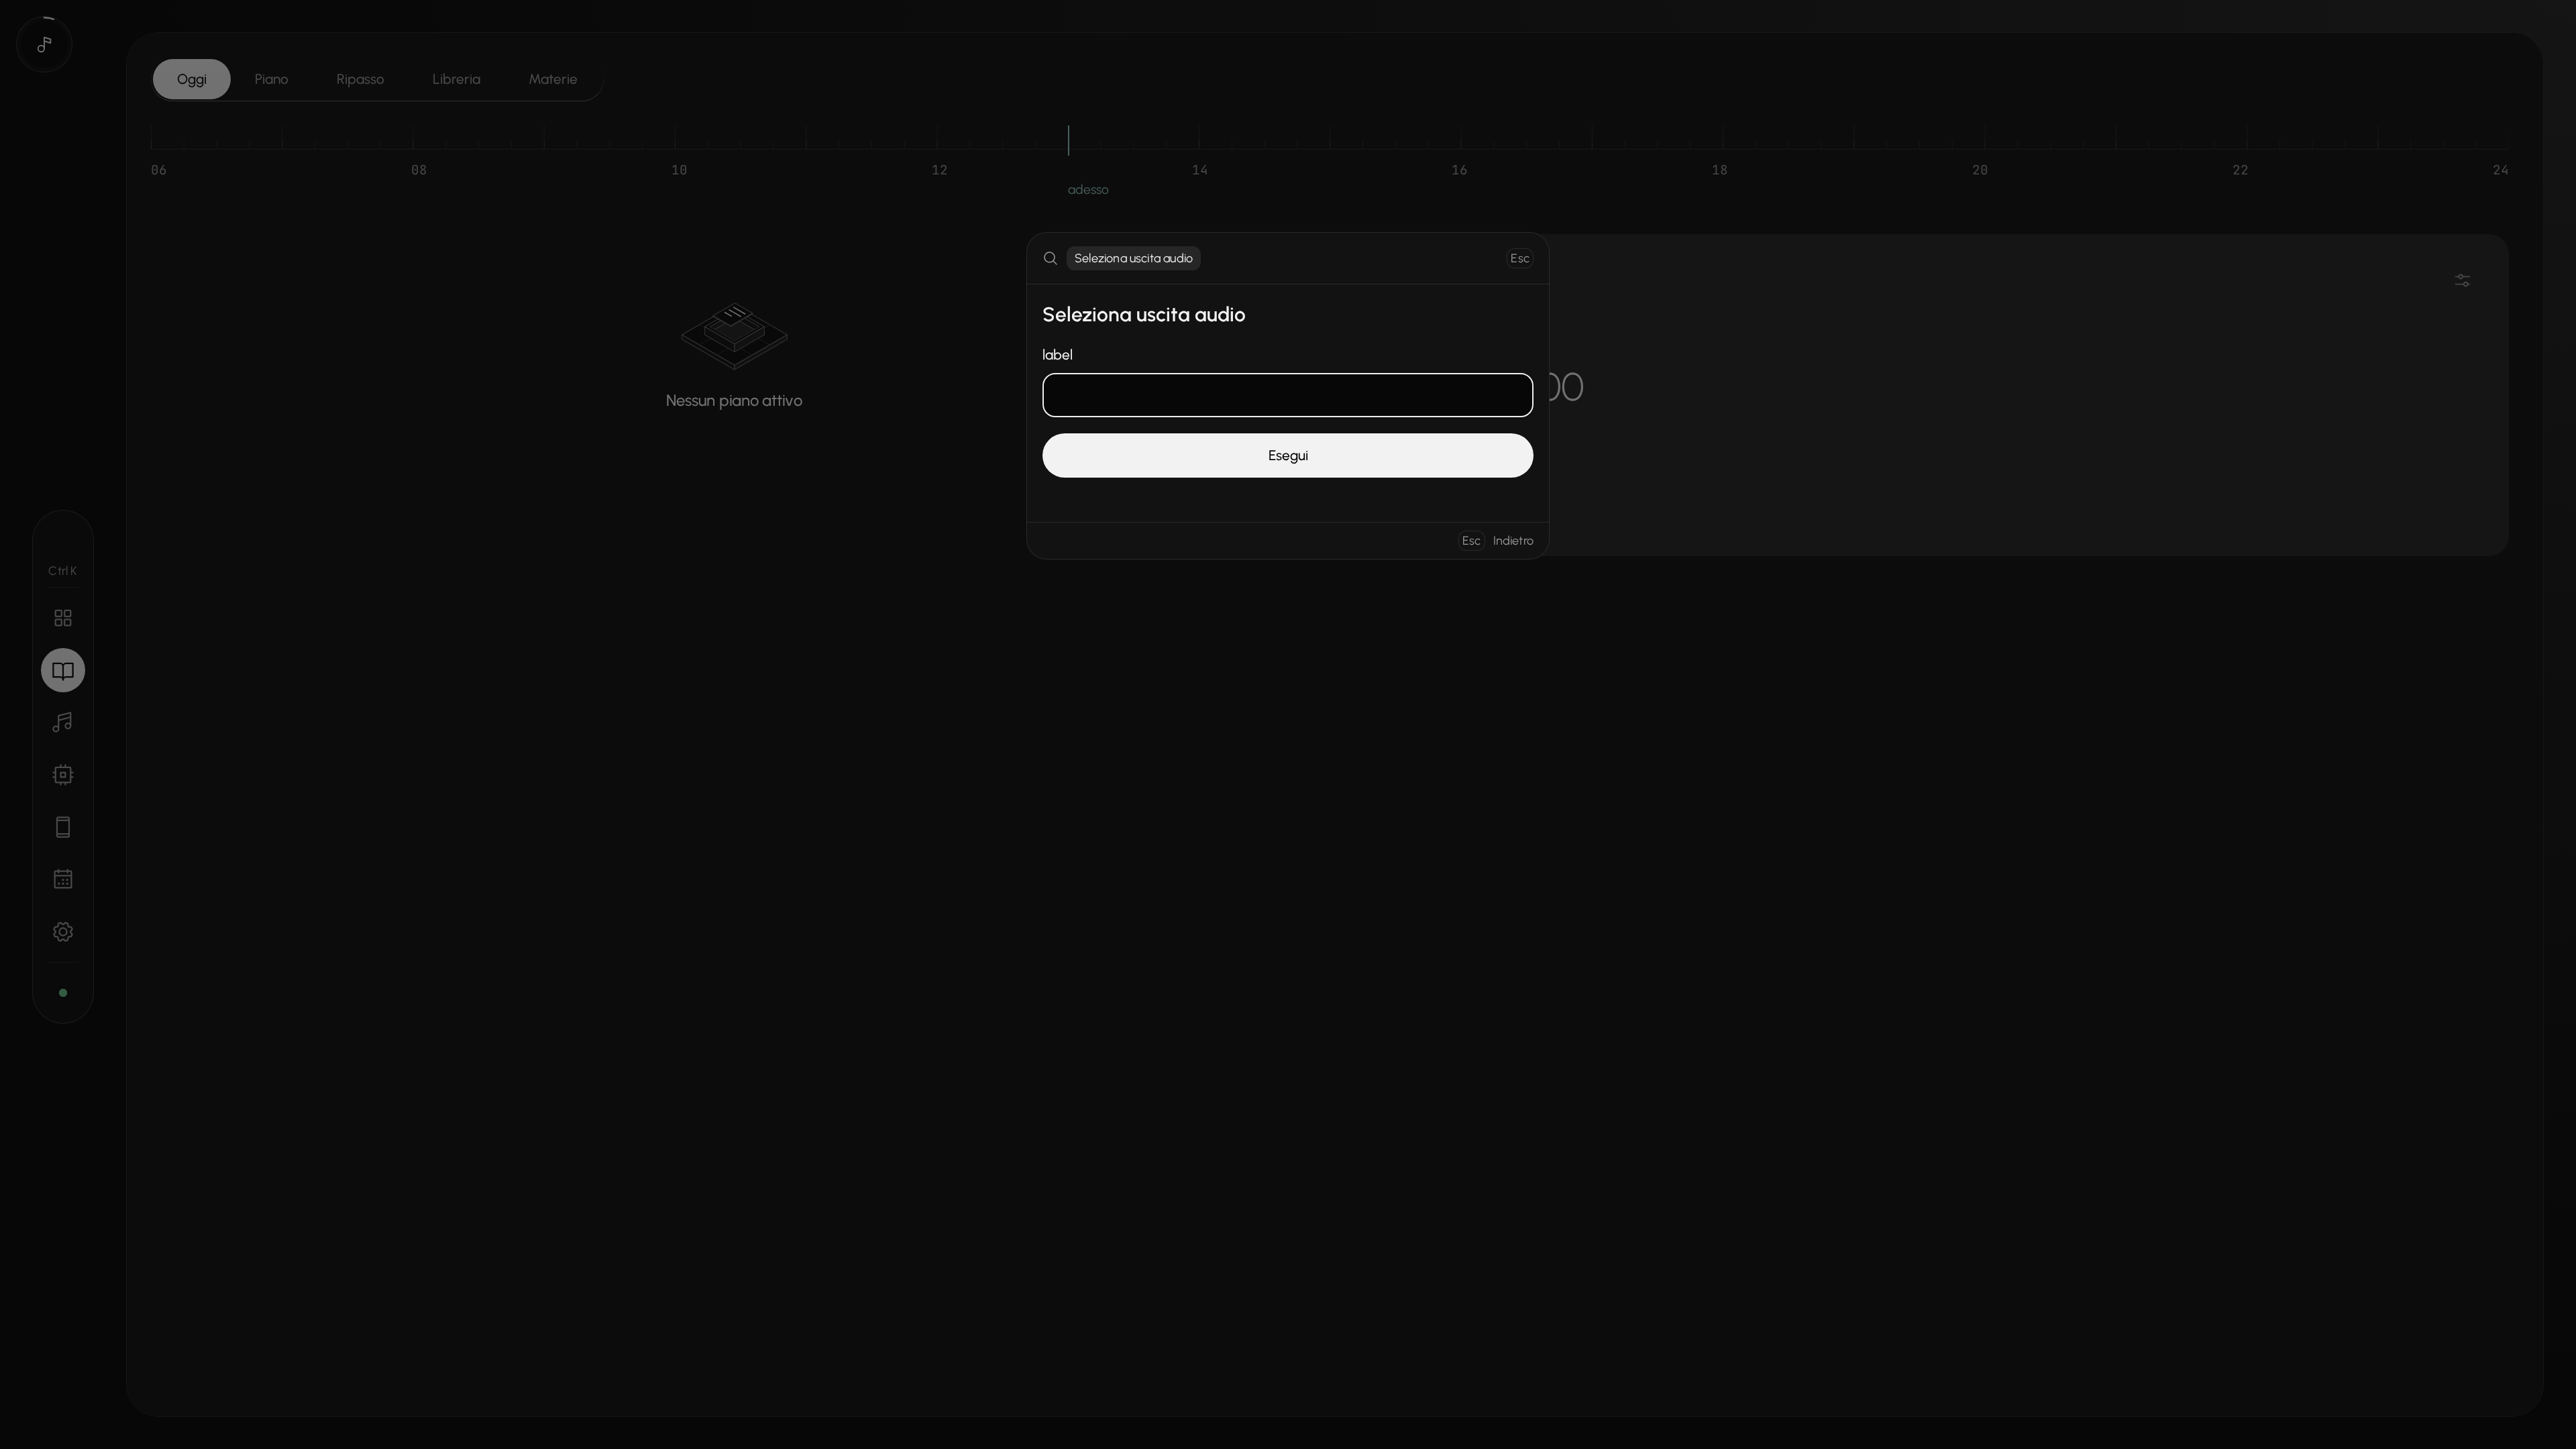 Oggi Piano Ripasso Libreria Materie
06 08 10 12 14 16 18 20 22 24
adesso
Seleziona uscita audio Esc
Seleziona uscita audio
label
00
Nessun piano attivo
Esegui
Esc Indietro
Ctrl K